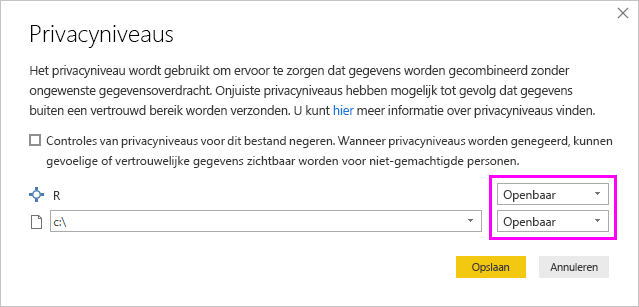 Privacyniveaus
Het privacyniveau wordt gebruikt om ervoor te zorgen dat gegevens worden gecombineerd zonder
ongewenste gegevensoverdracht. Onjuiste privacyniveaus hebben mogelijk tot gevolg dat gegevens
buiten een vertrouwd bereik worden verzonden. U kunt hier meer informatie over privacyniveaus vinden.
Controles van privacyniveaus voor dit bestand negeren. Wanneer privacyniveaus worden genegeerd, kunnen
gevoelige of vertrouwelijke gegevens zichtbaar worden voor niet-gemachtigde personen.
R Openbaar
c:\ Openbaar
Opslaan Annuleren